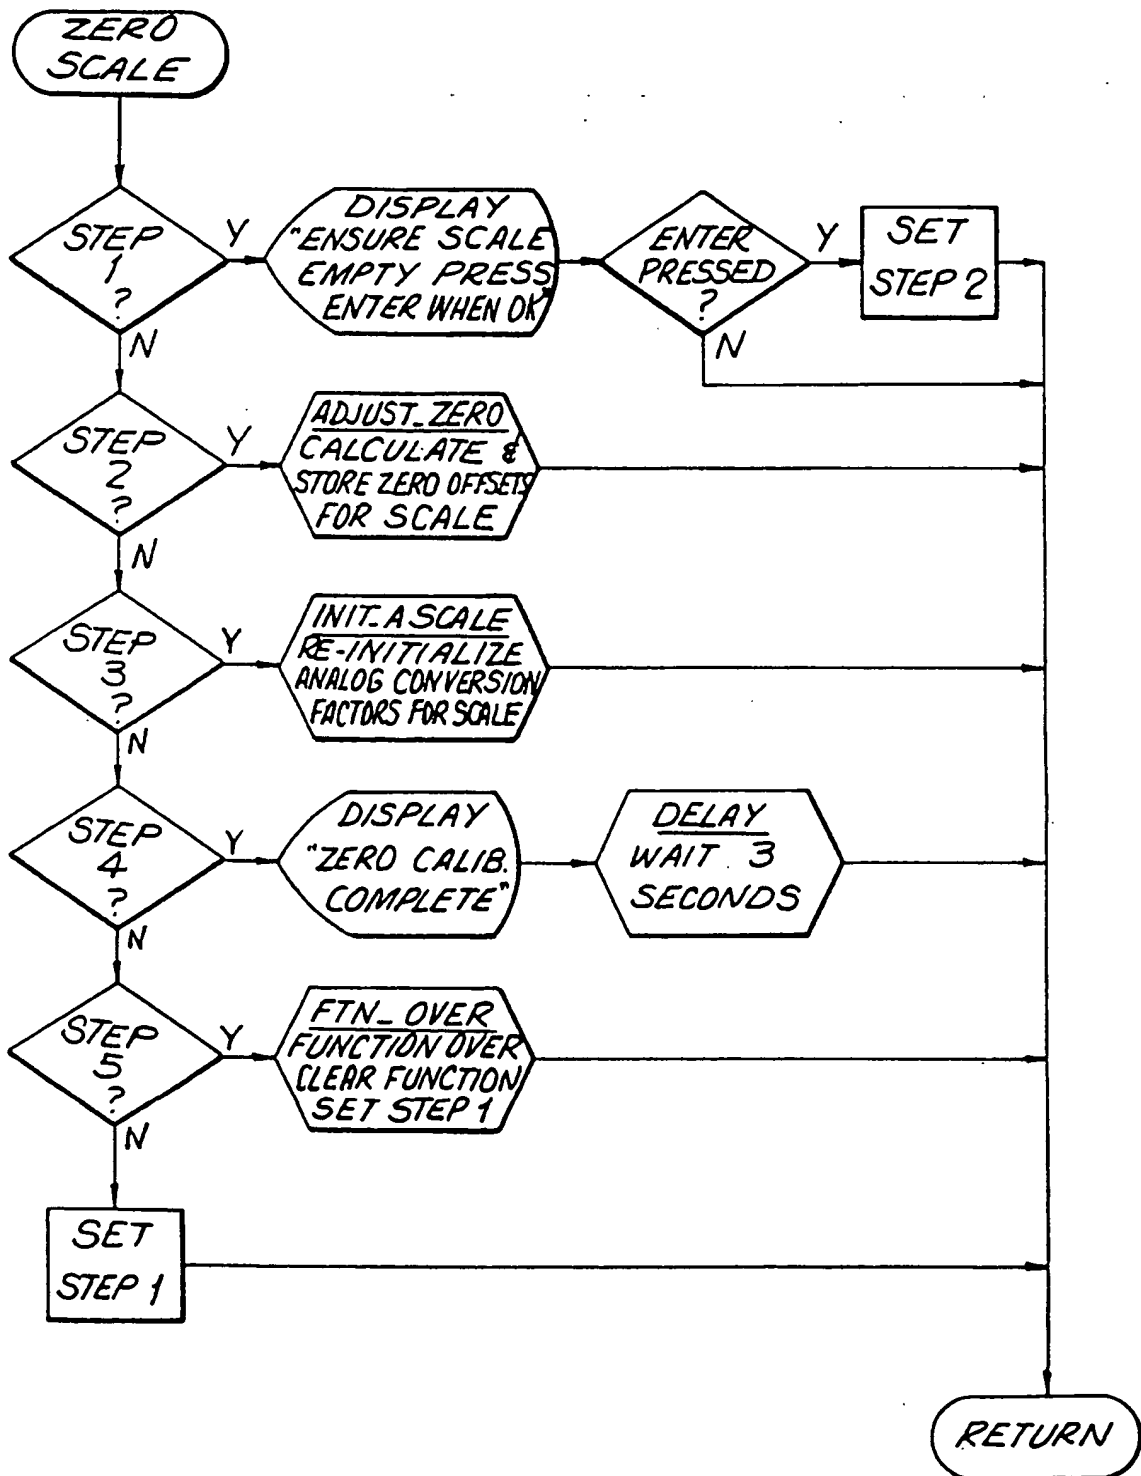 ZERO
SCALE
STEP
1
?
Y
N
DISPLAY
"ENSURE SCALE
EMPTY PRESS
ENTER WHEN OK"
ENTER
PRESSED
?
Y
N
SET
STEP 2
STEP
2
?
Y
N
ADJUST_ZERO
CALCULATE &
STORE ZERO OFFSETS
FOR SCALE
STEP
3
?
Y
N
INIT_ASCALE
RE-INITIALIZE
ANALOG CONVERSION
FACTORS FOR SCALE
STEP
4
?
Y
N
DISPLAY
"ZERO CALIB.
COMPLETE"
DELAY
WAIT 3
SECONDS
STEP
5
?
Y
N
FTN_OVER
FUNCTION OVER
CLEAR FUNCTION
SET STEP 1
SET
STEP 1
RETURN